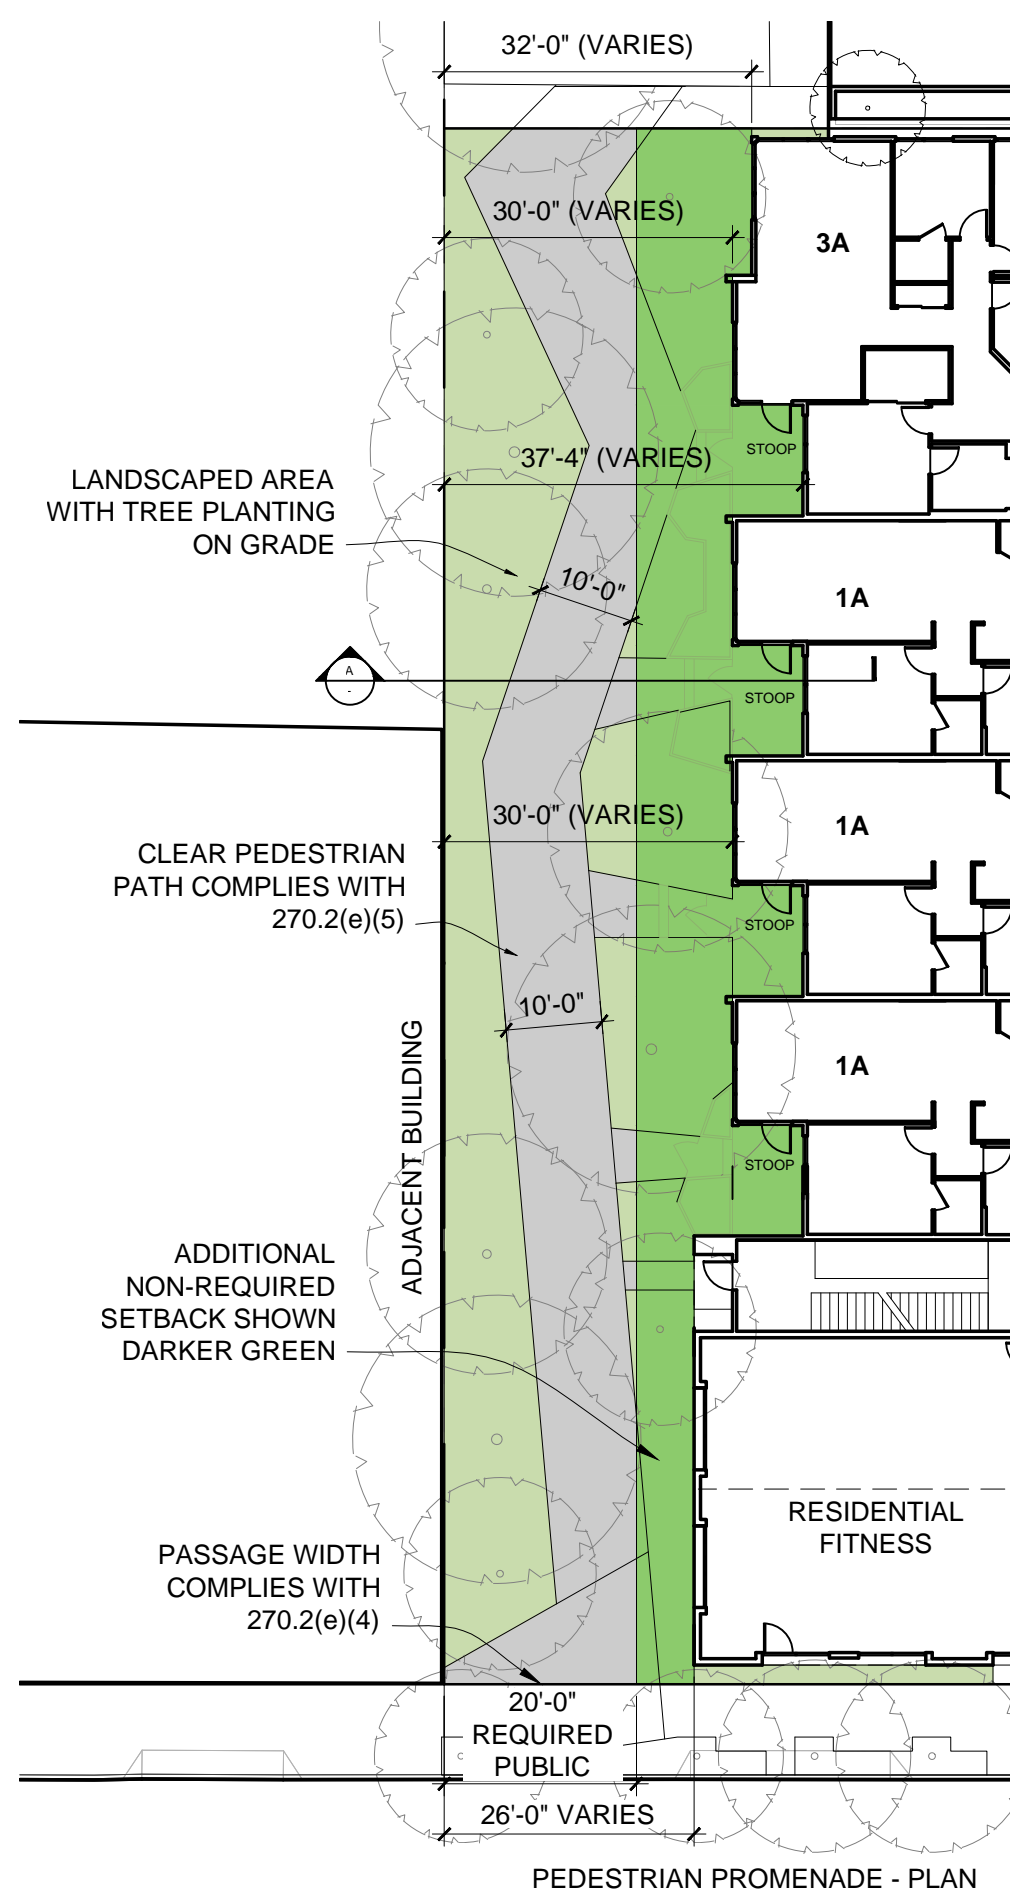 32'-0" (VARIES)
30'-0" (VARIES)
3A
STOOP
37'-4" (VARIES)
LANDSCAPED AREA
WITH TREE PLANTING
ON GRADE
10'-0"
1A
A
-
STOOP
30'-0" (VARIES)
1A
CLEAR PEDESTRIAN
PATH COMPLIES WITH
270.2(e)(5)
STOOP
10'-0"
ADJACENT BUILDING
1A
STOOP
ADDITIONAL
NON-REQUIRED
SETBACK SHOWN
DARKER GREEN
RESIDENTIAL
FITNESS
PASSAGE WIDTH
COMPLIES WITH
270.2(e)(4)
20'-0"
REQUIRED
PUBLIC
26'-0" VARIES
PEDESTRIAN PROMENADE - PLAN